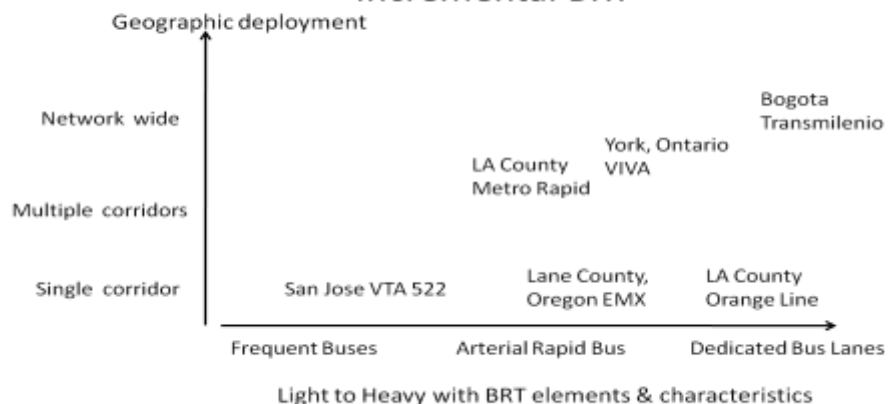 Geographic deployment
Network wide
Bogota
Transmilenio
York, Ontario
VIVA
LA County
Metro Rapid
Multiple corridors
Single corridor
San Jose VTA 522
Lane County,
Oregon EMX
LA County
Orange Line
Frequent Buses
Arterial Rapid Bus
Dedicated Bus Lanes
Light to Heavy with BRT elements & characteristics